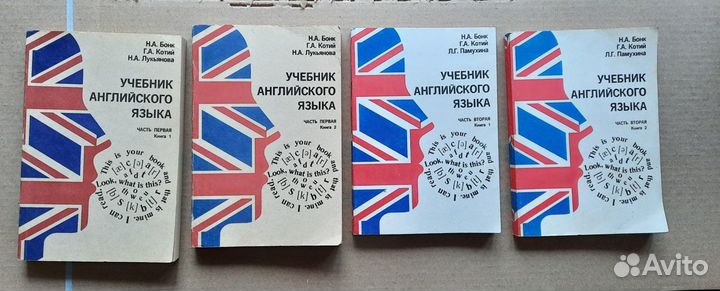 Н.А. Бонк
Г.А. Котий
Н.А. Лукьянова
УЧЕБНИК
АНГЛИЙСКОГО
ЯЗЫКА
ЧАСТЬ ПЕРВАЯ
Книга 1
This is your book and that is mine. I can read.
[æ] с [ə] а [r]
a l d f
Look, what is this?
t h o w e u s
[b] S [k] b [t] r
Н.А. Бонк
Г.А. Котий
Н.А. Лукьянова
УЧЕБНИК
АНГЛИЙСКОГО
ЯЗЫКА
ЧАСТЬ ПЕРВАЯ
Книга 2
This is your book and that is mine. I can read.
Look, what is this?
Н.А. Бонк
Г.А. Котий
Л.Г. Памухина
УЧЕБНИК
АНГЛИЙСКОГО
ЯЗЫКА
ЧАСТЬ ВТОРАЯ
Книга 1
This is your book and that is mine. I can read.
Look, what is this?
Н.А. Бонк
Г.А. Котий
Л.Г. Памухина
УЧЕБНИК
АНГЛИЙСКОГО
ЯЗЫКА
ЧАСТЬ ВТОРАЯ
Книга 2
This is your book and that is mine. I can read.
Look, what is this?
Avito